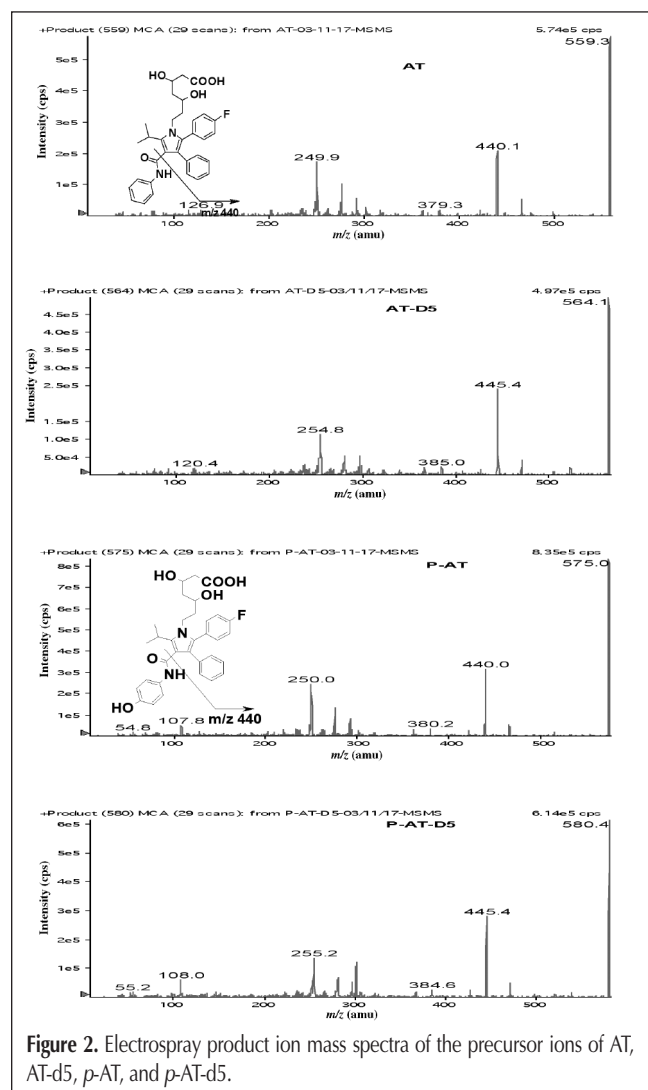 +Product (559) MCA (29 scans): from AT-03-11-17-MSMS 5.74e5 cps
559.3
AT
5e5
4e5
3e5
2e5
1e5
Intensity (cps)
HO COOH
OH
N
F
O
NH
m/z 440
126.9
249.9
379.3
440.1
100 200 300 400 500
m/z (amu)
+Product (564) MCA (29 scans): from AT-D5-03/11/17-MSMS 4.97e5 cps
564.1
AT-D5
4.5e5
4.0e5
3.5e5
2.5e5
1.5e5
5.0e4
Intensity (cps)
120.4
254.8
385.0
445.4
100 200 300 400 500
m/z (amu)
+Product (575) MCA (29 scans): from P-AT-03-11-17-MSMS 8.35e5 cps
575.0
P-AT
8e5
7e5
5e5
4e5
3e5
2e5
1e5
Intensity (cps)
HO COOH
OH
N
F
O
NH
HO
m/z 440
54.8
107.8
250.0
380.2
440.0
100 200 300 400 500
m/z (amu)
+Product (580) MCA (29 scans): from P-AT-D5-03/11/17-MSMS 6.14e5 cps
580.4
P-AT-D5
6e5
5e5
4e5
3e5
2e5
1e5
Intensity (cps)
55.2
108.0
255.2
384.6
445.4
100 200 300 400 500
m/z (amu)
Figure 2. Electrospray product ion mass spectra of the precursor ions of AT,
AT-d5, p-AT, and p-AT-d5.